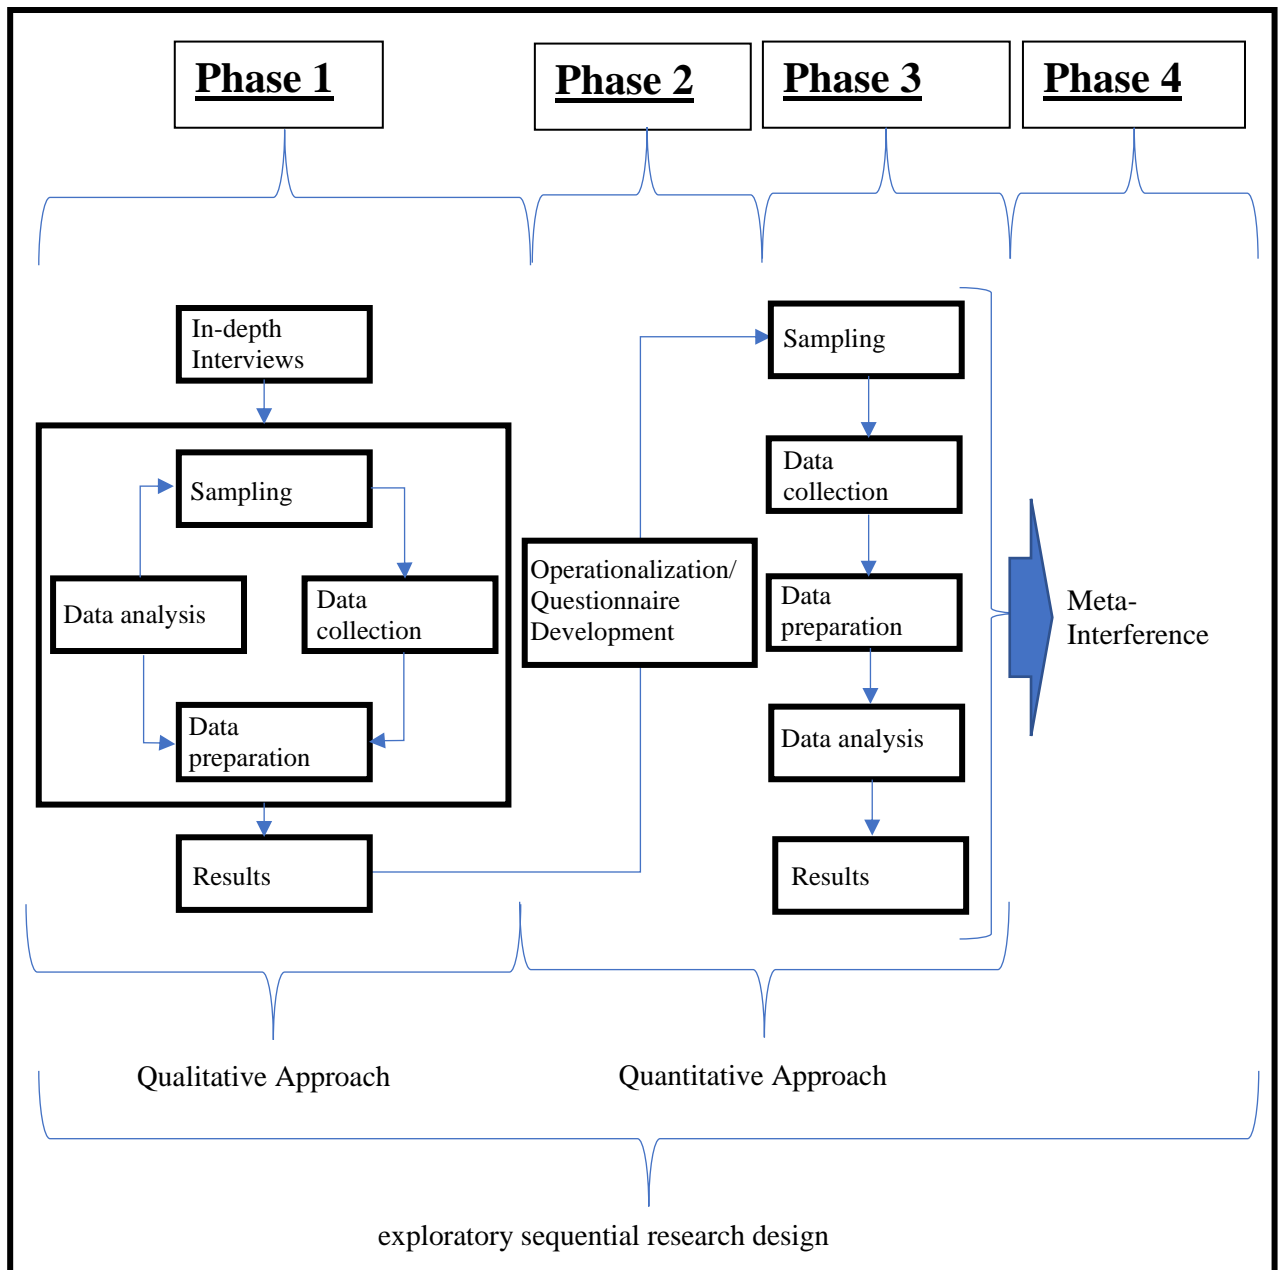 Phase 1
Phase 2
Phase 3
Phase 4
In-depth
Interviews
Sampling
Data analysis
Data
collection
Data
preparation
Results
Operationalization/
Questionnaire
Development
Sampling
Data
collection
Data
preparation
Data analysis
Results
Meta-
Interference
Qualitative Approach
Quantitative Approach
exploratory sequential research design